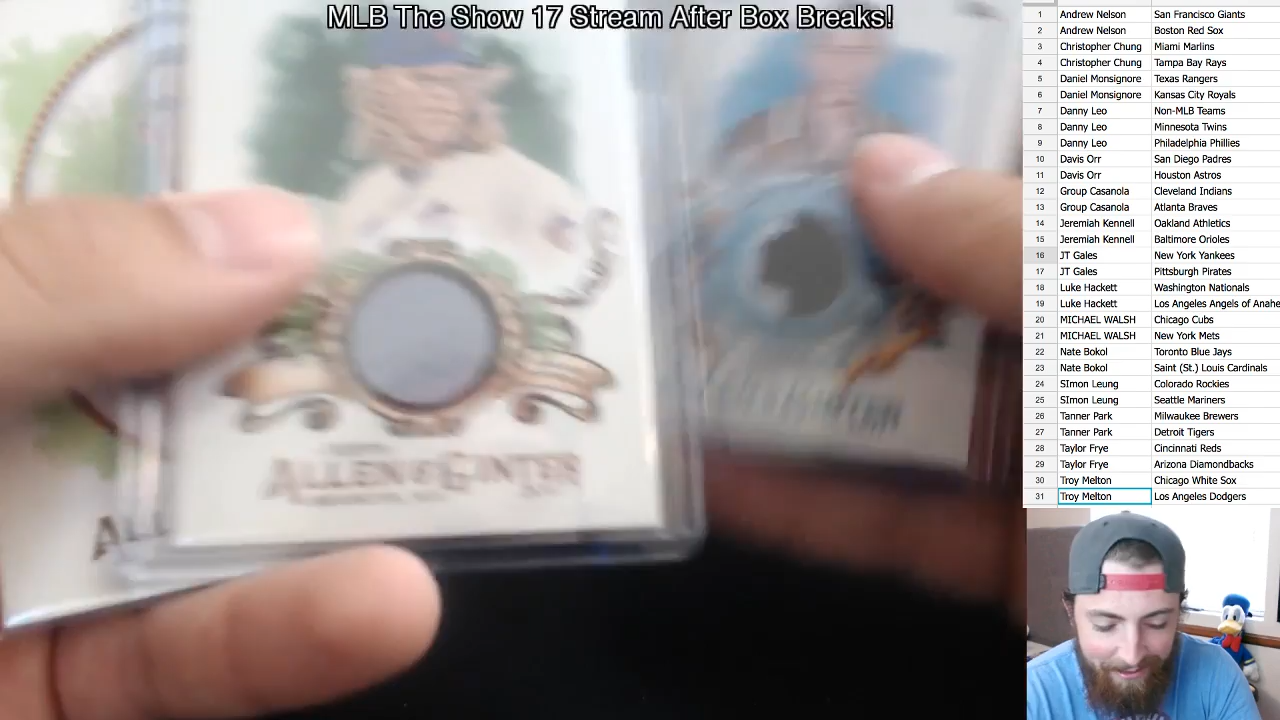 MLB The Show 17 Stream After Box Breaks!
1 Andrew Nelson San Francisco Giants
2 Andrew Nelson Boston Red Sox
3 Christopher Chung Miami Marlins
4 Christopher Chung Tampa Bay Rays
5 Daniel Monsignore Texas Rangers
6 Daniel Monsignore Kansas City Royals
7 Danny Leo Non-MLB Teams
8 Danny Leo Minnesota Twins
9 Danny Leo Philadelphia Phillies
10 Davis Orr San Diego Padres
11 Davis Orr Houston Astros
12 Group Casanola Cleveland Indians
13 Group Casanola Atlanta Braves
14 Jeremiah Kennell Oakland Athletics
15 Jeremiah Kennell Baltimore Orioles
16 JT Gales New York Yankees
17 JT Gales Pittsburgh Pirates
18 Luke Hackett Washington Nationals
19 Luke Hackett Los Angeles Angels of Anahe
20 MICHAEL WALSH Chicago Cubs
21 MICHAEL WALSH New York Mets
22 Nate Bokol Toronto Blue Jays
23 Nate Bokol Saint (St.) Louis Cardinals
24 SImon Leung Colorado Rockies
25 SImon Leung Seattle Mariners
26 Tanner Park Milwaukee Brewers
27 Tanner Park Detroit Tigers
28 Taylor Frye Cincinnati Reds
29 Taylor Frye Arizona Diamondbacks
30 Troy Melton Chicago White Sox
31 Troy Melton Los Angeles Dodgers
ALLEN & GINTER